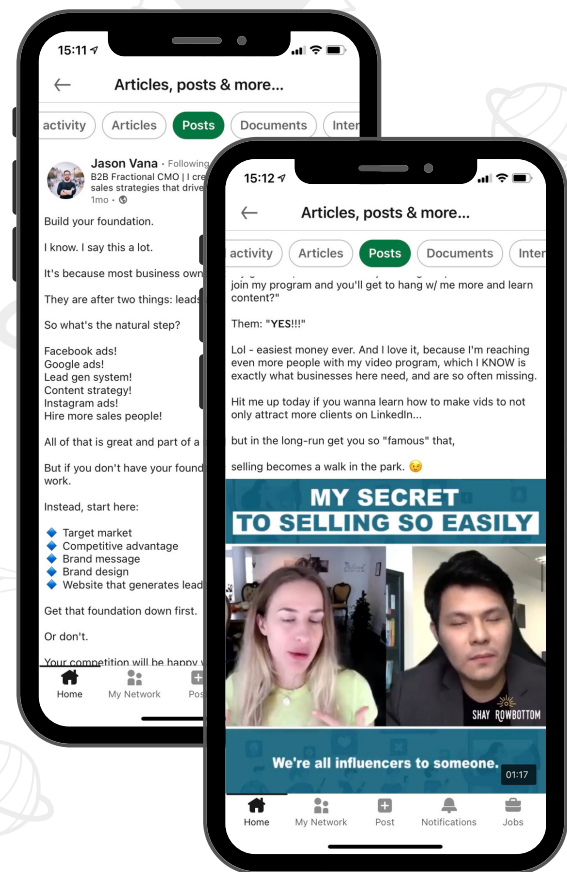 15:11
Articles, posts & more...
activity
Articles
Posts
Documents
Inter
Jason Vana · Following
B2B Fractional CMO | I cre
sales strategies that drive
1mo ·
Build your foundation.
I know. I say this a lot.
It's because most business own
They are after two things: leads
So what's the natural step?
Facebook ads!
Google ads!
Lead gen system!
Content strategy!
Instagram ads!
Hire more sales people!
All of that is great and part of a
But if you don't have your found
work.
Instead, start here:
Target market
Competitive advantage
Brand message
Brand design
Website that generates lead
Get that foundation down first.
Or don't.
Your competition will be happy
Home
My Network
Pos
15:12
Articles, posts & more...
activity
Articles
Posts
Documents
Inter
join my program and you'll get to hang w/ me more and learn
content?"
Them: "YES!!!"
Lol - easiest money ever. And I love it, because I'm reaching
even more people with my video program, which I KNOW is
exactly what businesses here need, and are so often missing.
Hit me up today if you wanna learn how to make vids to not
only attract more clients on LinkedIn...
but in the long-run get you so "famous" that,
selling becomes a walk in the park. 😉
MY SECRET
TO SELLING SO EASILY
SHAY ROWBOTTOM
We're all influencers to someone.
01:17
Home
My Network
Post
Notifications
Jobs